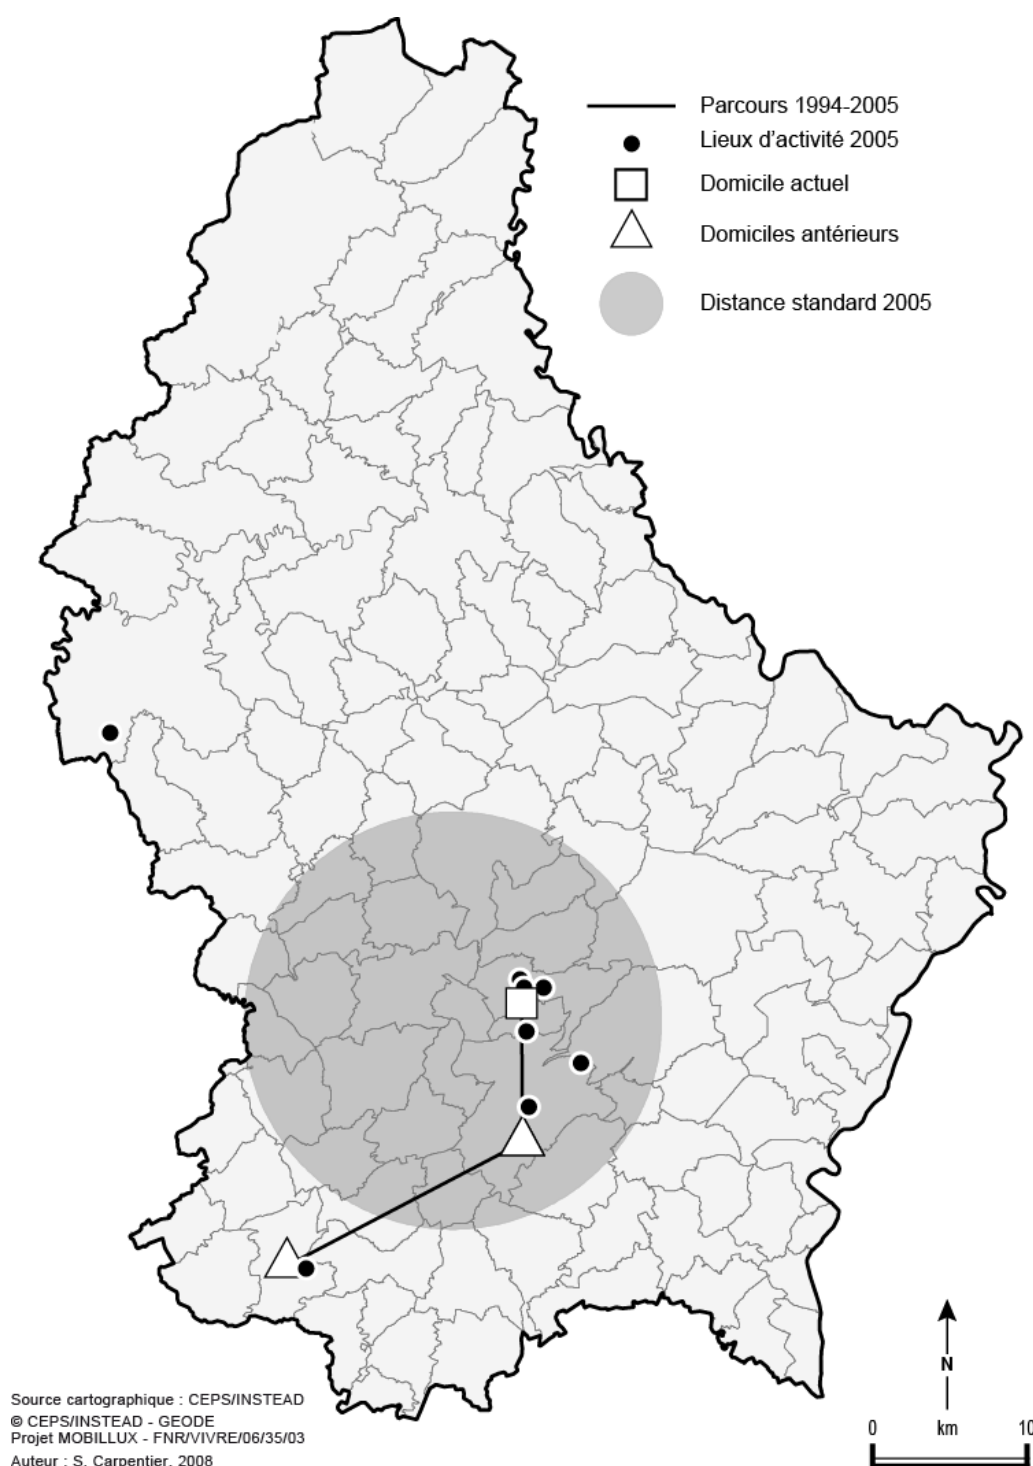 Parcours 1994-2005
Lieux d'activité 2005
Domicile actuel
Domiciles antérieurs
Distance standard 2005
N
0 km 10
Source cartographique : CEPS/INSTEAD
© CEPS/INSTEAD - GEODE
Projet MOBILLUX - FNR/VIVRE/06/35/03
Auteur : S. Carpentier, 2008